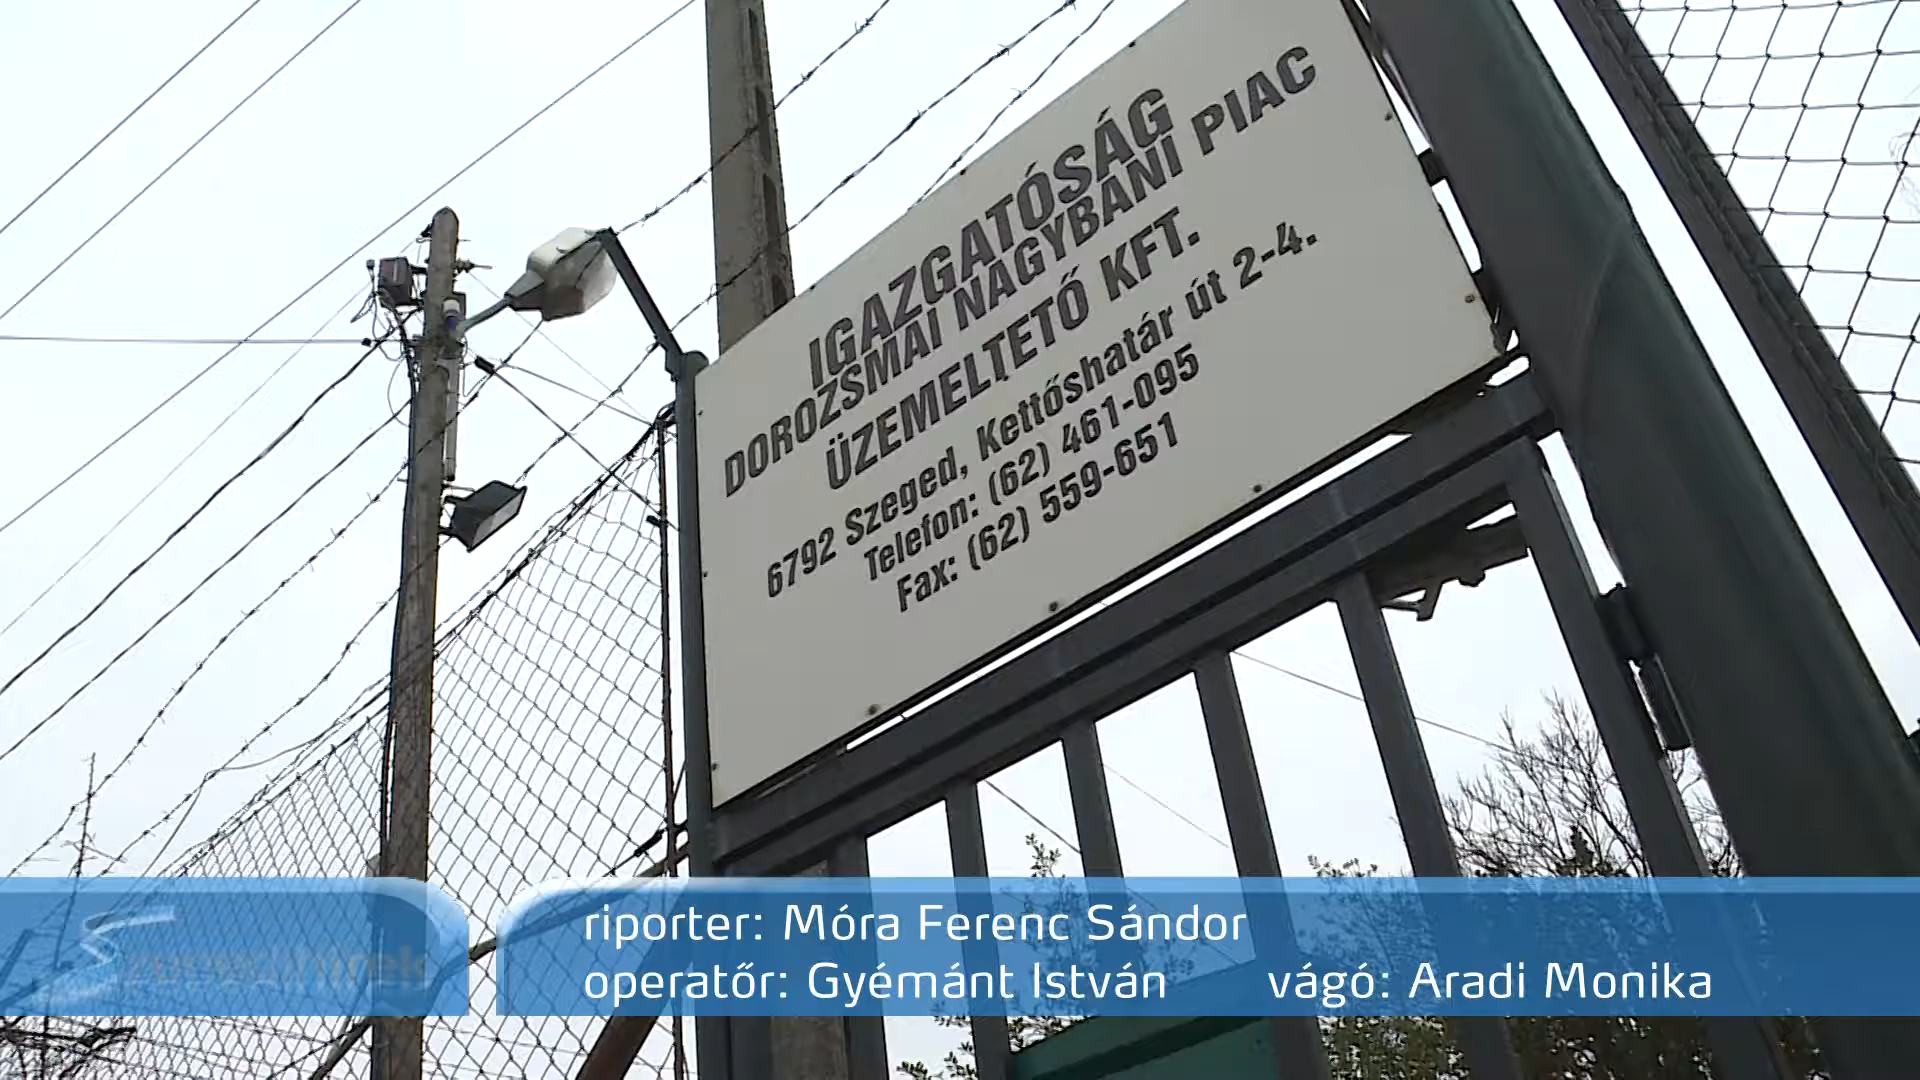 IGAZGATÓSÁG
DOROZSMAI NAGYBANI PIAC
ÜZEMELTETŐ KFT.
6792 Szeged, Kettőshatár út 2-4.
Telefon: (62) 461-095
Fax: (62) 559-651
riporter: Móra Ferenc Sándor
operatőr: Gyémánt István vágó: Aradi Monika